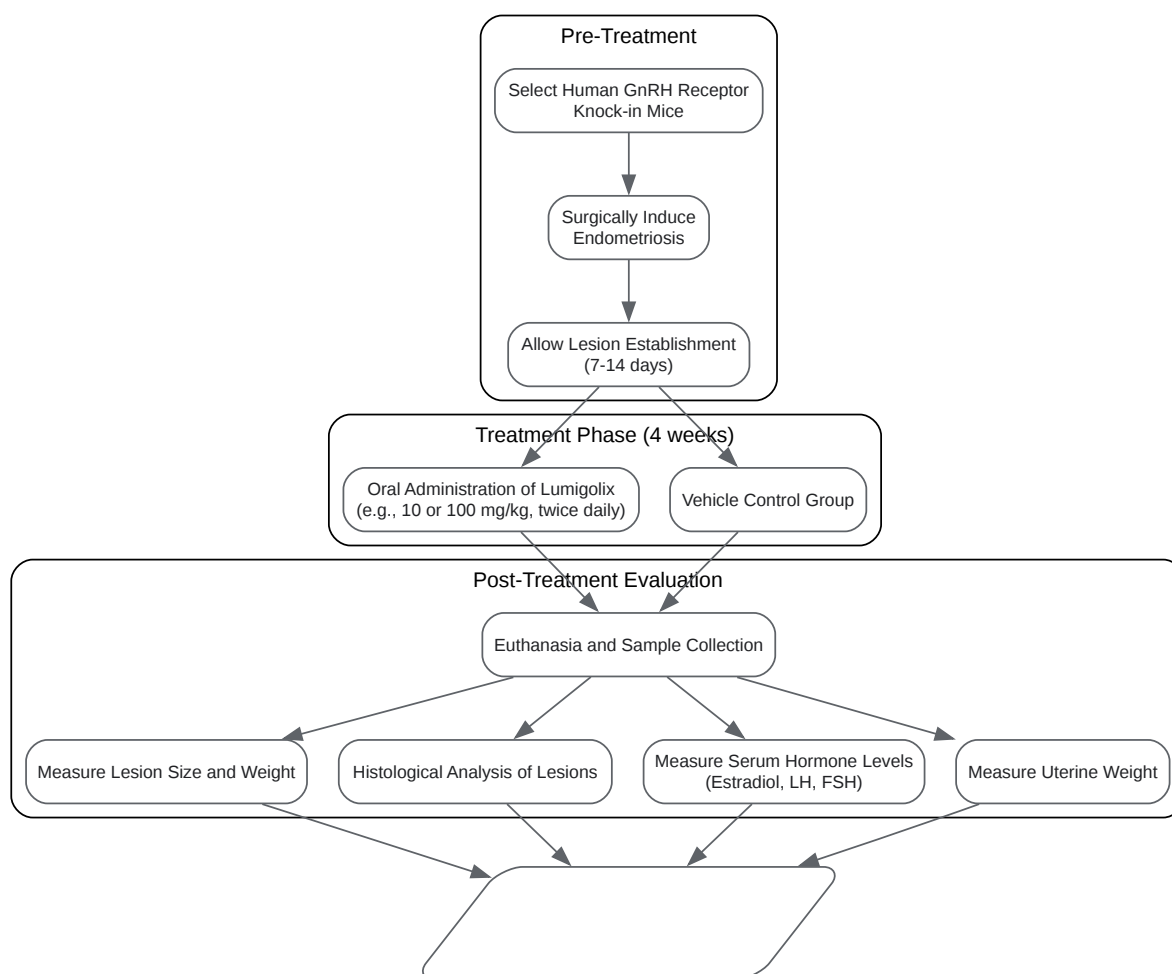 Pre-Treatment
Select Human GnRH Receptor
Knock-in Mice
Surgically Induce
Endometriosis
Allow Lesion Establishment
(7-14 days)
Treatment Phase (4 weeks)
Oral Administration of Lumigolix
(e.g., 10 or 100 mg/kg, twice daily)
Vehicle Control Group
Post-Treatment Evaluation
Euthanasia and Sample Collection
Measure Lesion Size and Weight
Histological Analysis of Lesions
Measure Serum Hormone Levels
(Estradiol, LH, FSH)
Measure Uterine Weight